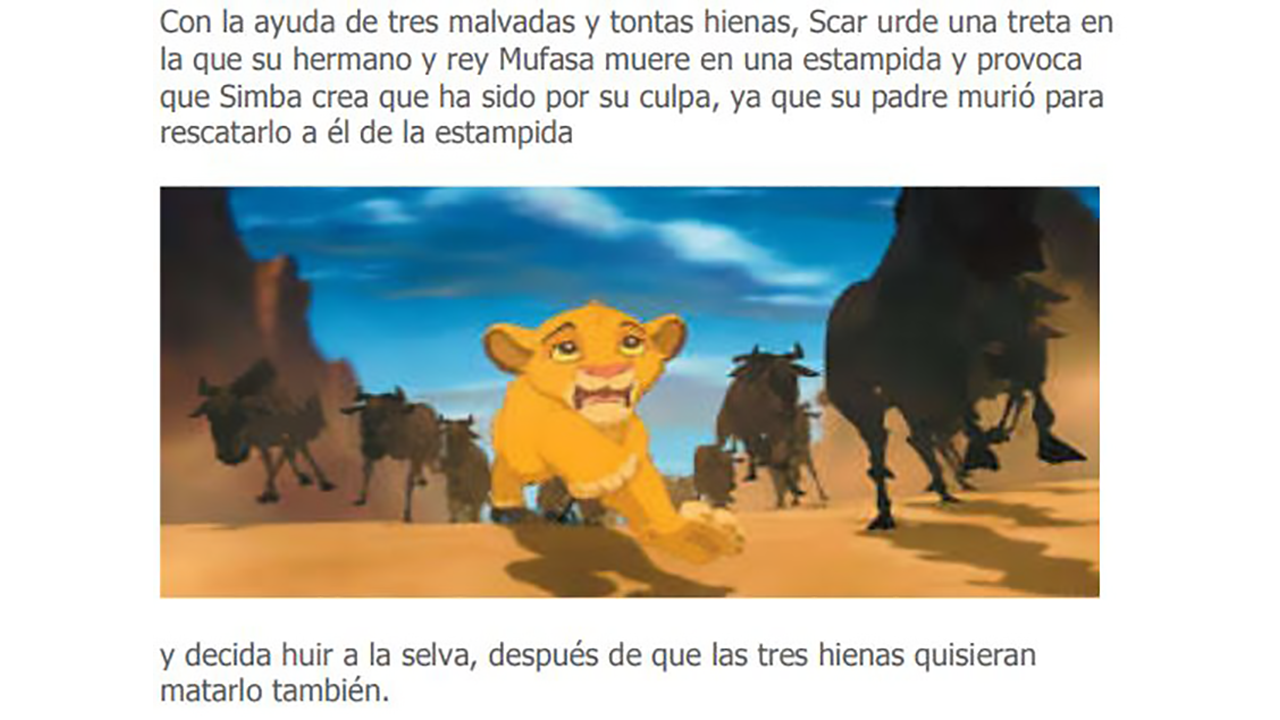 Con la ayuda de tres malvadas y tontas hienas, Scar urde una treta en
la que su hermano y rey Mufasa muere en una estampida y provoca
que Simba crea que ha sido por su culpa, ya que su padre murió para
rescatarlo a él de la estampida
y decida huir a la selva, después de que las tres hienas quisieran
matarlo también.